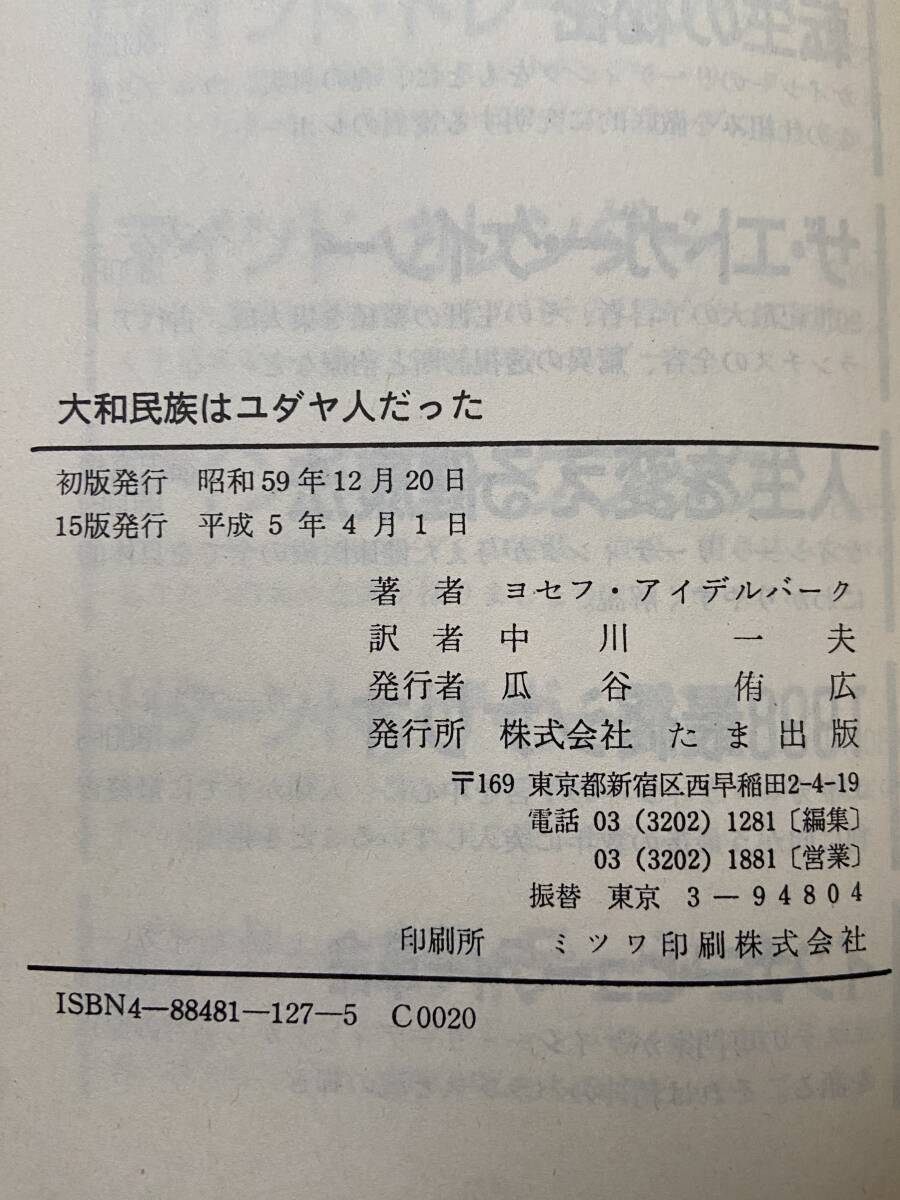 大和民族はユダヤ人だった
初版発行 昭和59年12月20日
15版発行 平成 5 年 4 月 1 日
著 者 ヨセフ・アイデルバーク
訳 者 中川一夫
発行者 瓜谷侑広
発行所 株式会社 たま出版
〒169 東京都新宿区西早稲田2-4-19
電話 03 (3202) 1281〔編集〕
03 (3202) 1881〔営業〕
振替 東京 3―94804
印刷所 ミツワ印刷株式会社
ISBN4―88481―127―5 C0020